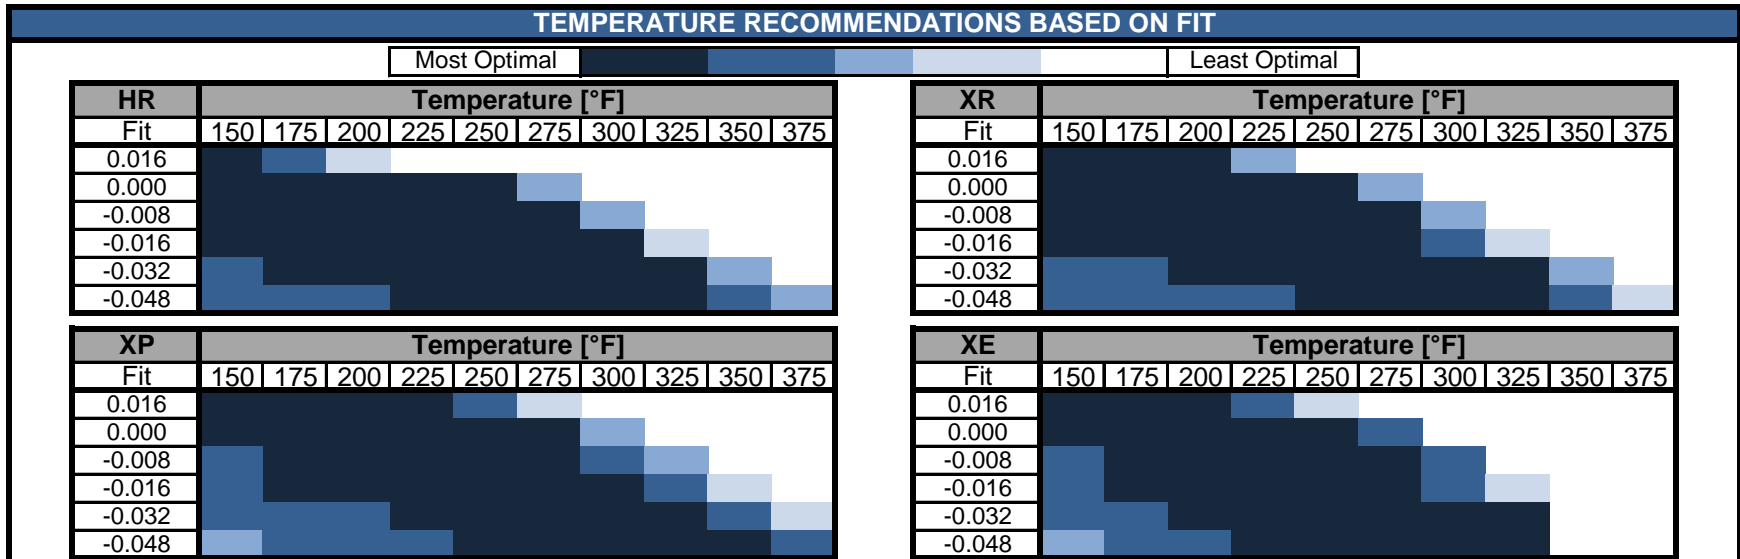 TEMPERATURE RECOMMENDATIONS BASED ON FIT
Most Optimal Least Optimal
HR Temperature [°F]
Fit 150 175 200 225 250 275 300 325 350 375
0.016
0.000
-0.008
-0.016
-0.032
-0.048
XR Temperature [°F]
Fit 150 175 200 225 250 275 300 325 350 375
0.016
0.000
-0.008
-0.016
-0.032
-0.048
XP Temperature [°F]
Fit 150 175 200 225 250 275 300 325 350 375
0.016
0.000
-0.008
-0.016
-0.032
-0.048
XE Temperature [°F]
Fit 150 175 200 225 250 275 300 325 350 375
0.016
0.000
-0.008
-0.016
-0.032
-0.048